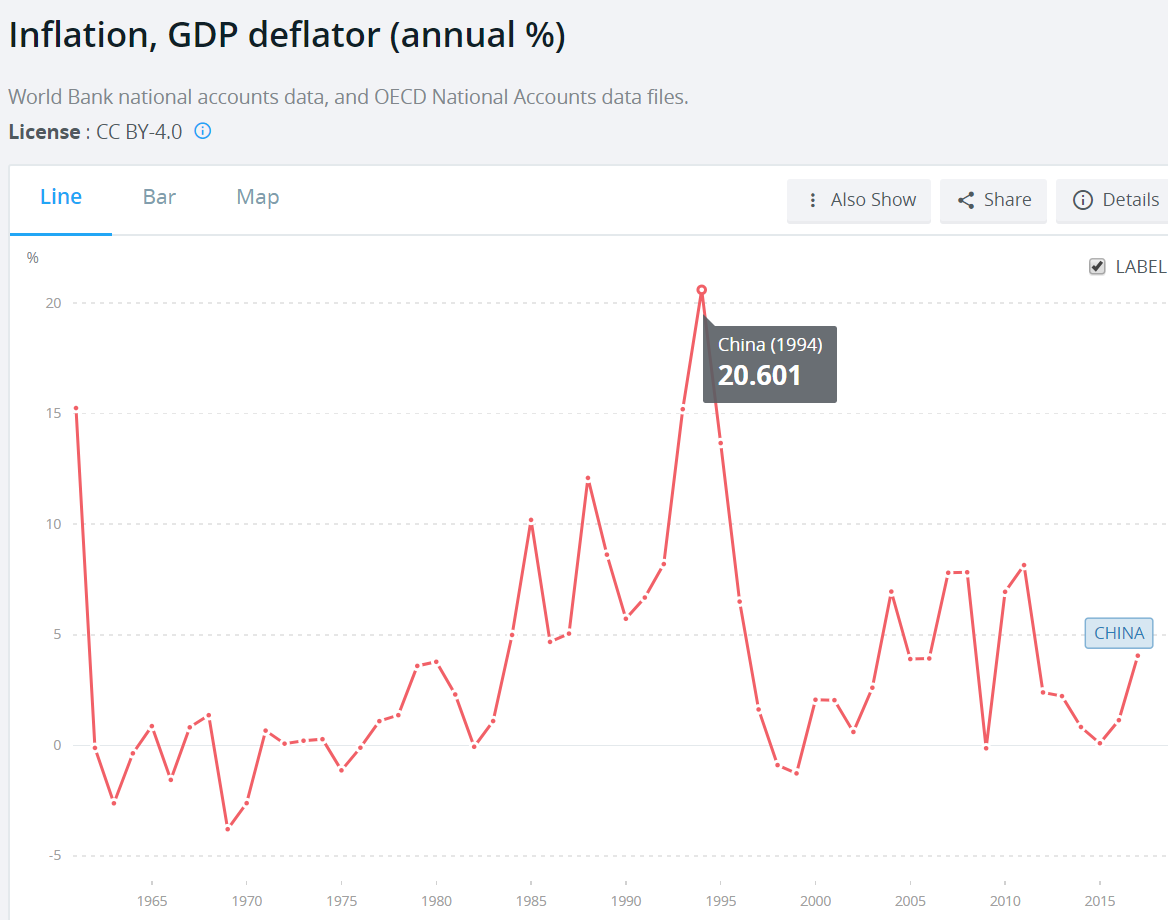 Inflation, GDP deflator (annual %)
World Bank national accounts data, and OECD National Accounts data files.
License : CC BY-4.0
Line Bar Map
Also Show Share Details
%
LABEL
20
China (1994)
20.601
15
10
5
CHINA
0
-5
1965 1970 1975 1980 1985 1990 1995 2000 2005 2010 2015